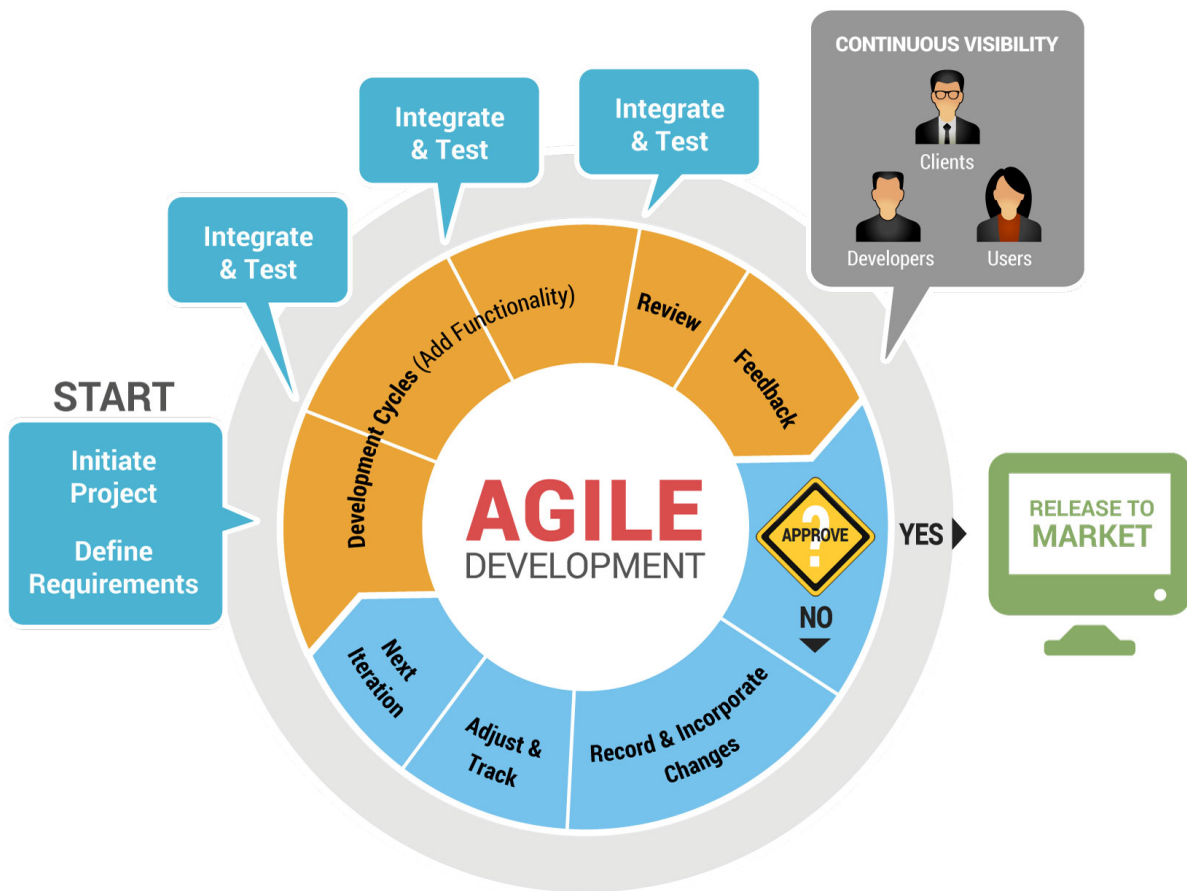 START
Initiate
Project
Define
Requirements
Integrate
& Test
Integrate
& Test
Integrate
& Test
CONTINUOUS VISIBILITY
Clients
Developers
Users
Development Cycles (Add Functionality)
Review
Feedback
?
APPROVE
YES
NO
RELEASE TO
MARKET
Record & Incorporate
Changes
Adjust &
Track
Next
Iteration
AGILE
DEVELOPMENT